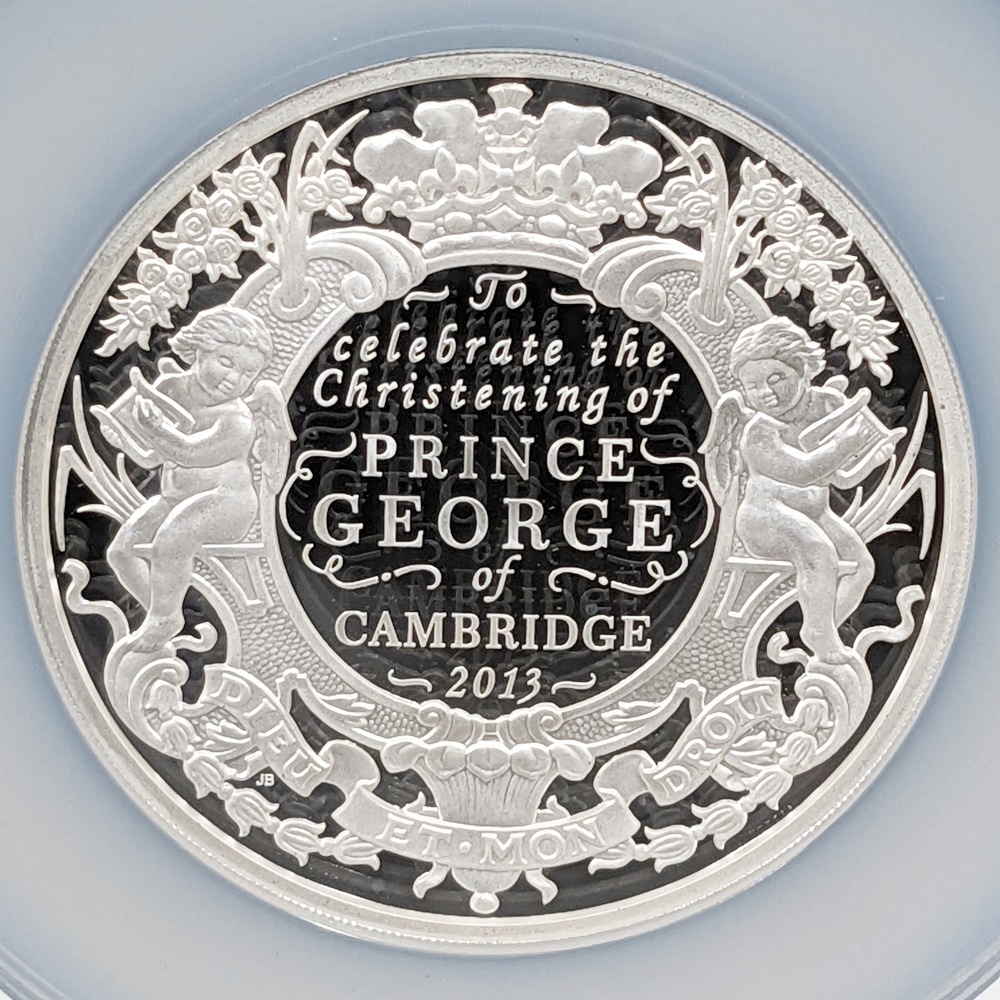 To
celebrate the
Christening of
PRINCE
GEORGE
of
CAMBRIDGE
2013
DIEU
ET·MON
DROIT
JB